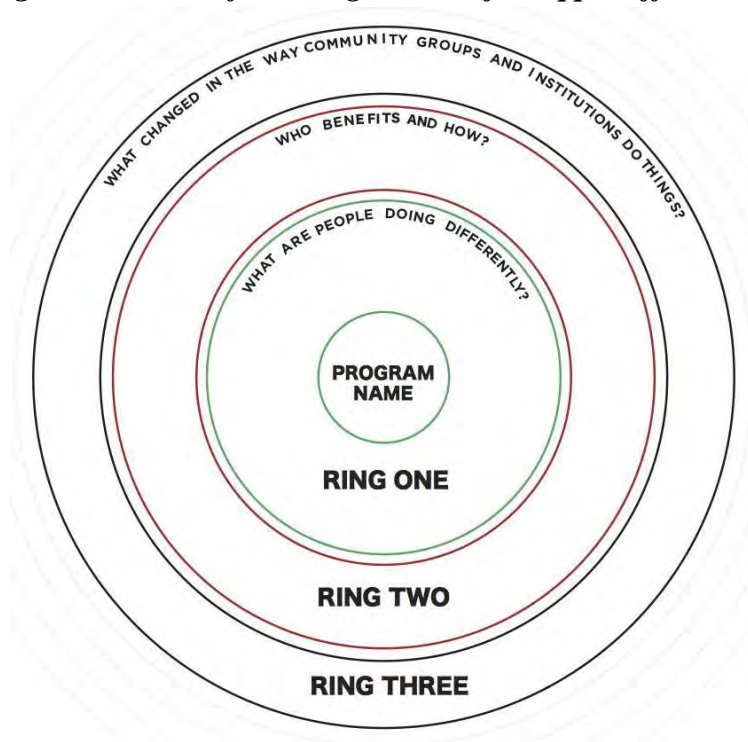 WHAT CHANGED IN THE WAY COMMUNITY GROUPS AND INSTITUTIONS DO THINGS?
WHO BENEFITS AND HOW?
WHAT ARE PEOPLE DOING DIFFERENTLY?
PROGRAM
NAME
RING ONE
RING TWO
RING THREE